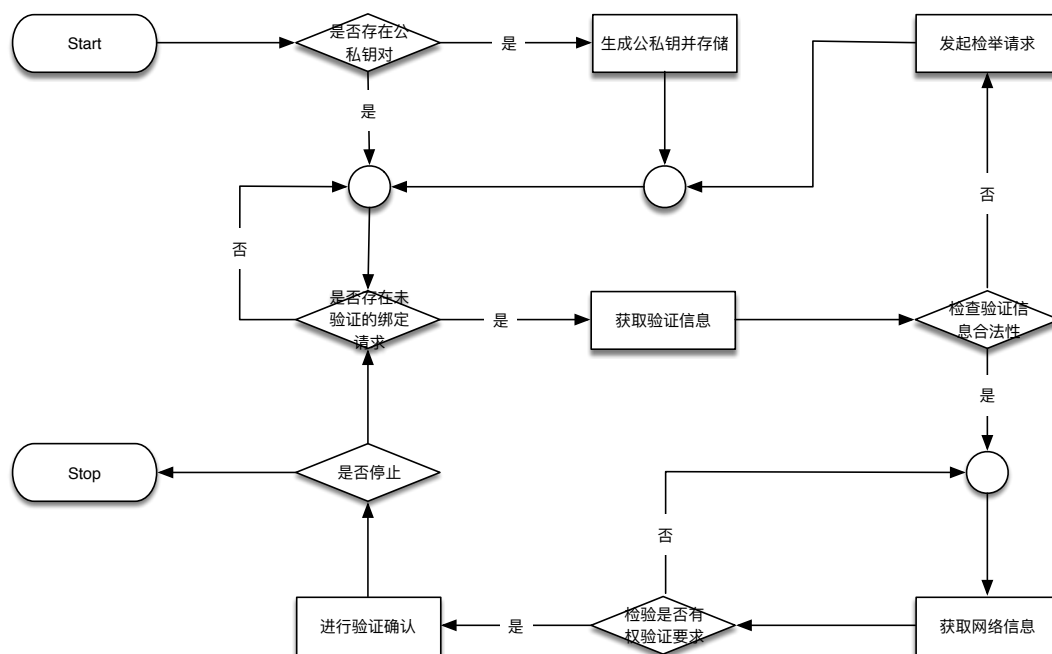 Start
是否存在公
私钥对
是
生成公私钥并存储
发起检举请求
是
否
否
是否存在未
验证的绑定
请求
是
获取验证信息
检查验证信
息合法性
是
Stop
是否停止
否
进行验证确认
是
检验是否有
权验证要求
获取网络信息